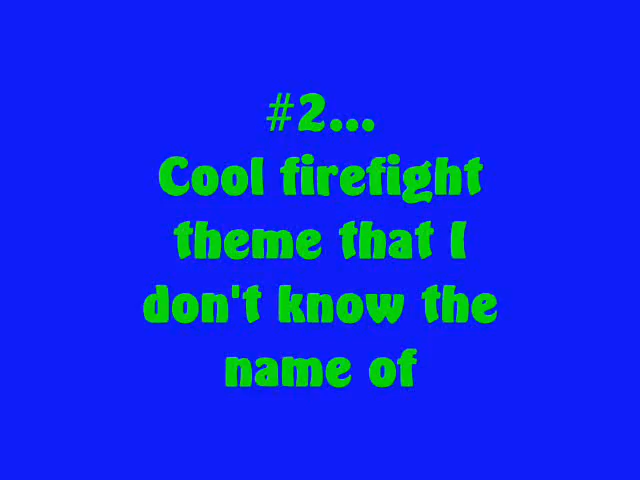 #2...
Cool firefight
theme that I
don't know the
name of